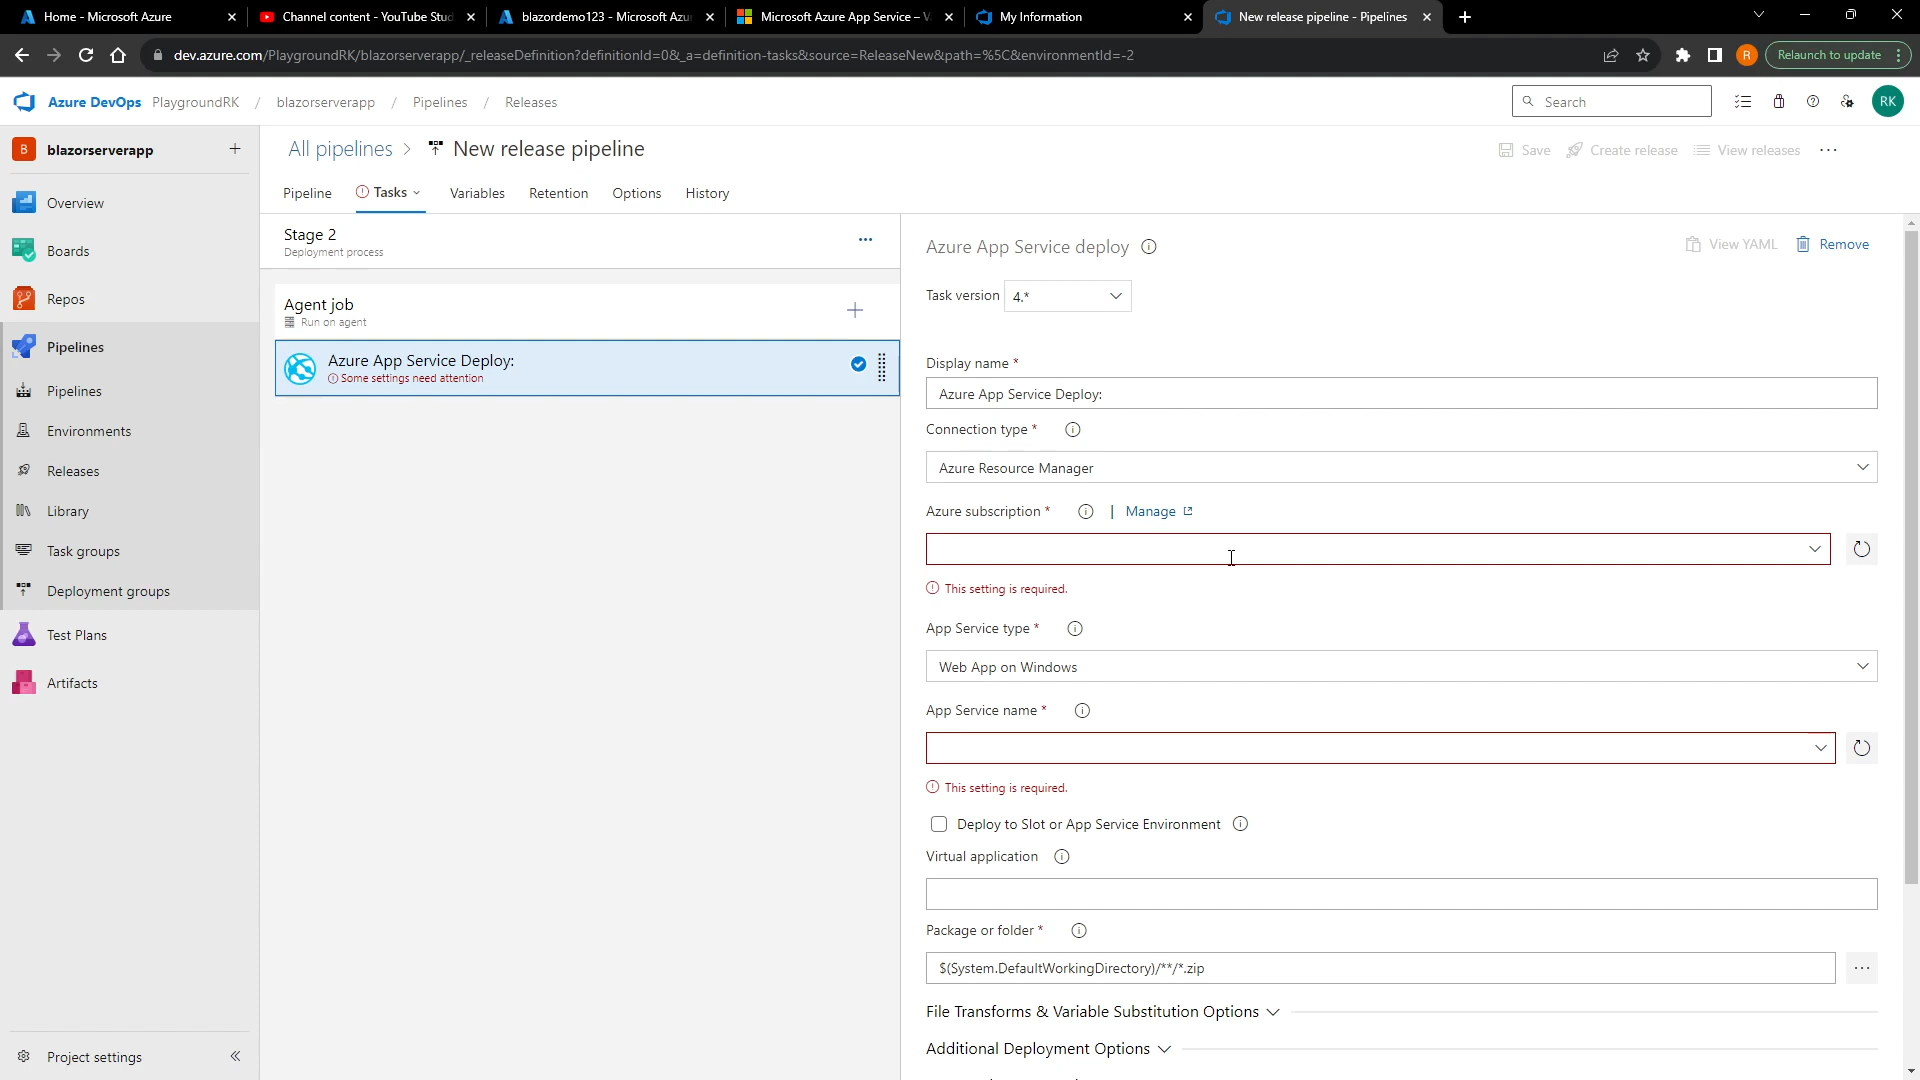 Home - Microsoft Azure
Channel content - YouTube Stud
blazordemo123 - Microsoft Azur
Microsoft Azure App Service – V
My Information
New release pipeline - Pipelines
dev.azure.com/PlaygroundRK/blazorserverapp/_releaseDefinition?definitionId=0&_a=definition-tasks&source=ReleaseNew&path=%5C&environmentId=-2
R
Relaunch to update
Azure DevOps PlaygroundRK / blazorserverapp / Pipelines / Releases
Search
RK
B blazorserverapp
Overview
Boards
Repos
Pipelines
Pipelines
Environments
Releases
Library
Task groups
Deployment groups
Test Plans
Artifacts
Project settings
All pipelines > New release pipeline
Save Create release View releases
Pipeline Tasks Variables Retention Options History
Stage 2
Deployment process
Agent job
Run on agent
Azure App Service Deploy:
Some settings need attention
Azure App Service deploy
View YAML Remove
Task version 4.*
Display name *
Azure App Service Deploy:
Connection type *
Azure Resource Manager
Azure subscription * | Manage
This setting is required.
App Service type *
Web App on Windows
App Service name *
This setting is required.
Deploy to Slot or App Service Environment
Virtual application
Package or folder *
$(System.DefaultWorkingDirectory)/**/*.zip
File Transforms & Variable Substitution Options
Additional Deployment Options